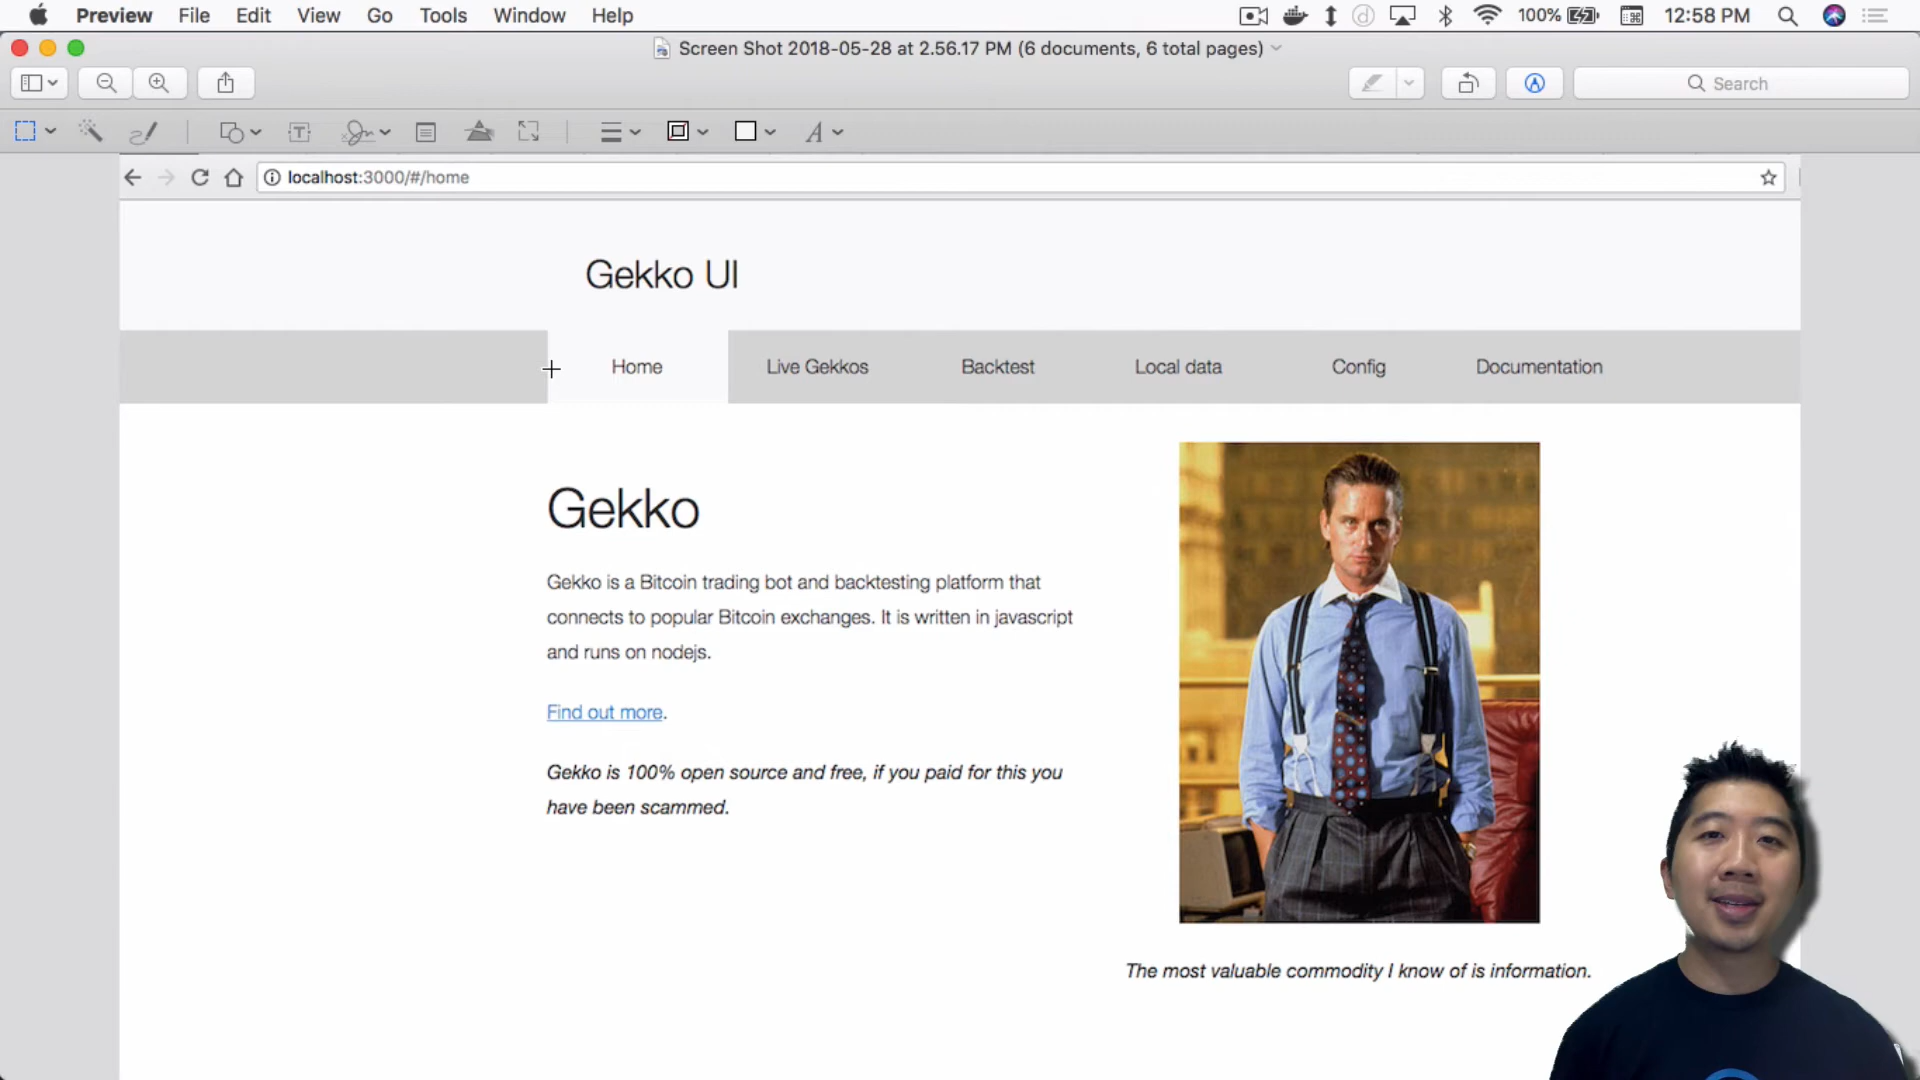 Preview File Edit View Go Tools Window Help 100% 12:58 PM
Screen Shot 2018-05-28 at 2.56.17 PM (6 documents, 6 total pages)
Search
localhost:3000/#/home
Gekko UI
Home Live Gekkos Backtest Local data Config Documentation
Gekko
Gekko is a Bitcoin trading bot and backtesting platform that
connects to popular Bitcoin exchanges. It is written in javascript
and runs on nodejs.
Find out more.
Gekko is 100% open source and free, if you paid for this you
have been scammed.
The most valuable commodity I know of is information.